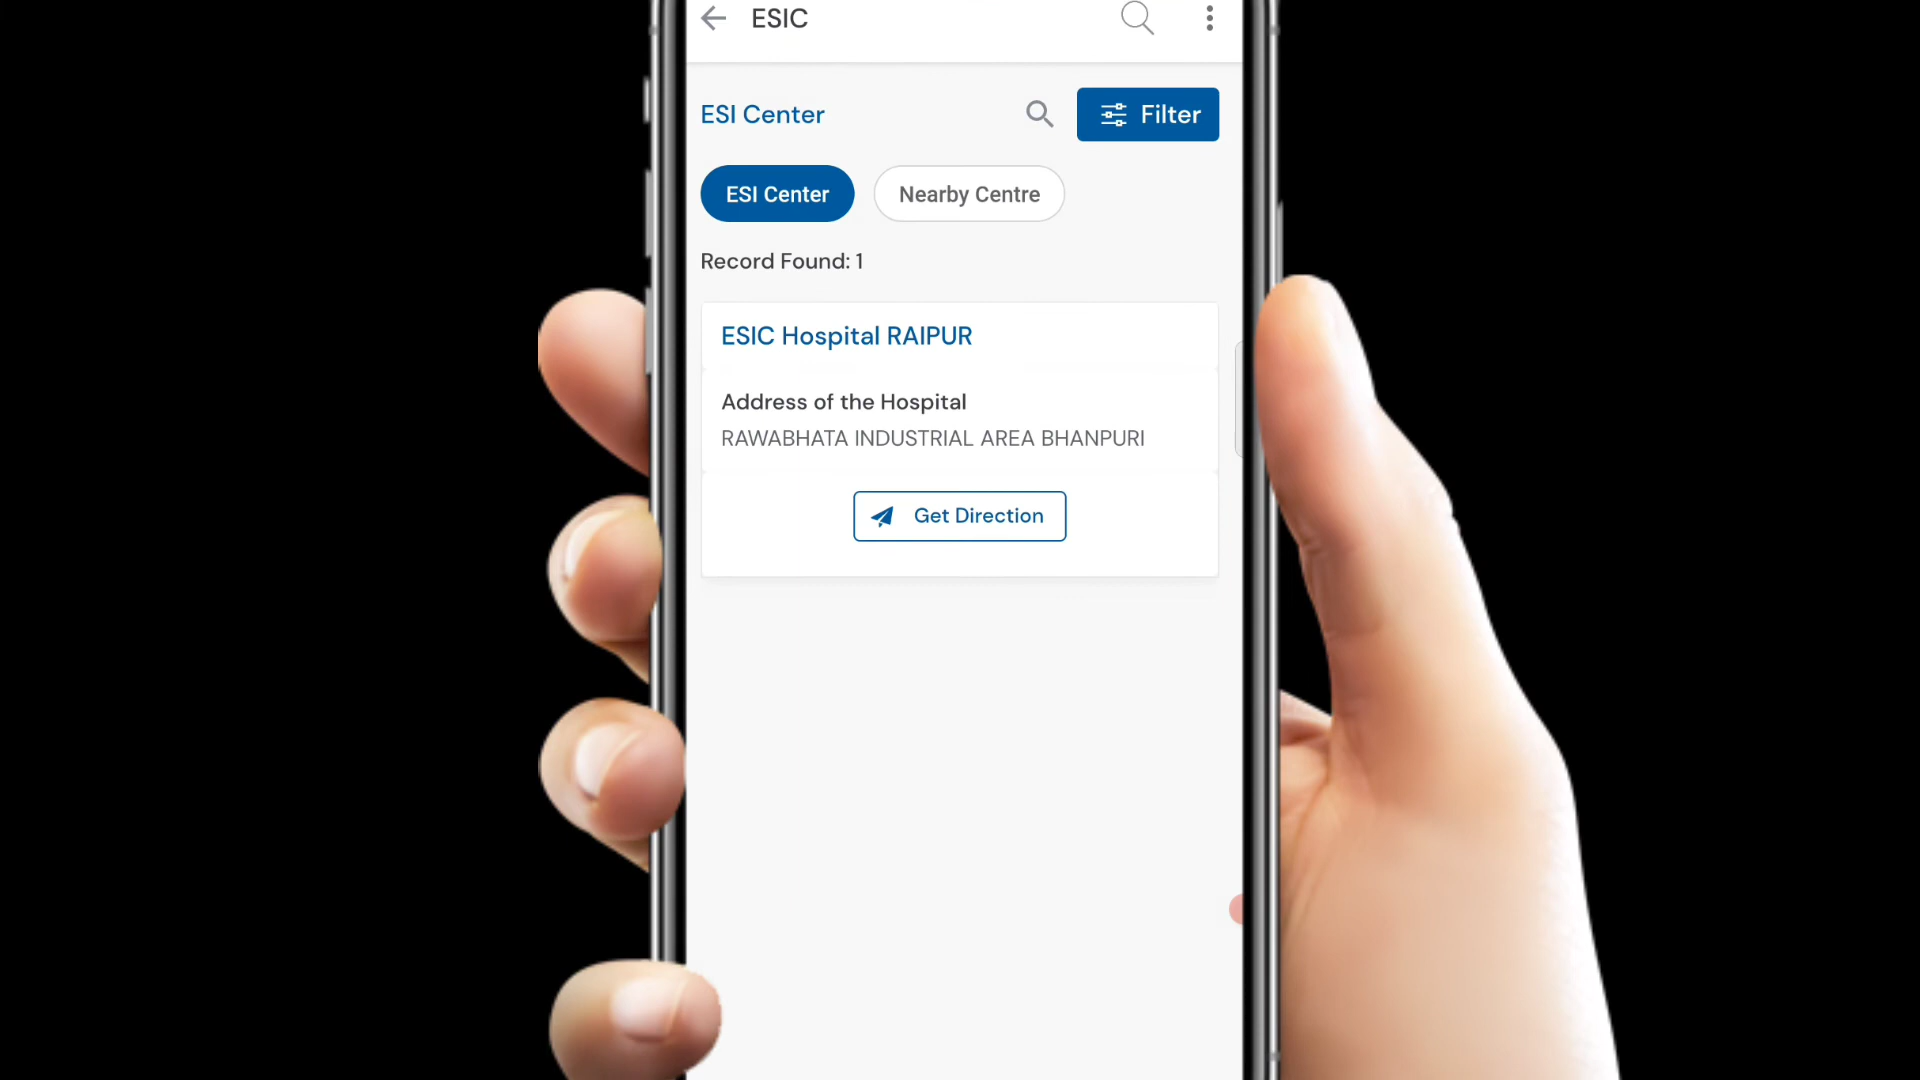 ESIC
ESI Center
Filter
ESI Center
Nearby Centre
Record Found: 1
ESIC Hospital RAIPUR
Address of the Hospital
RAWABHATA INDUSTRIAL AREA BHANPURI
Get Direction